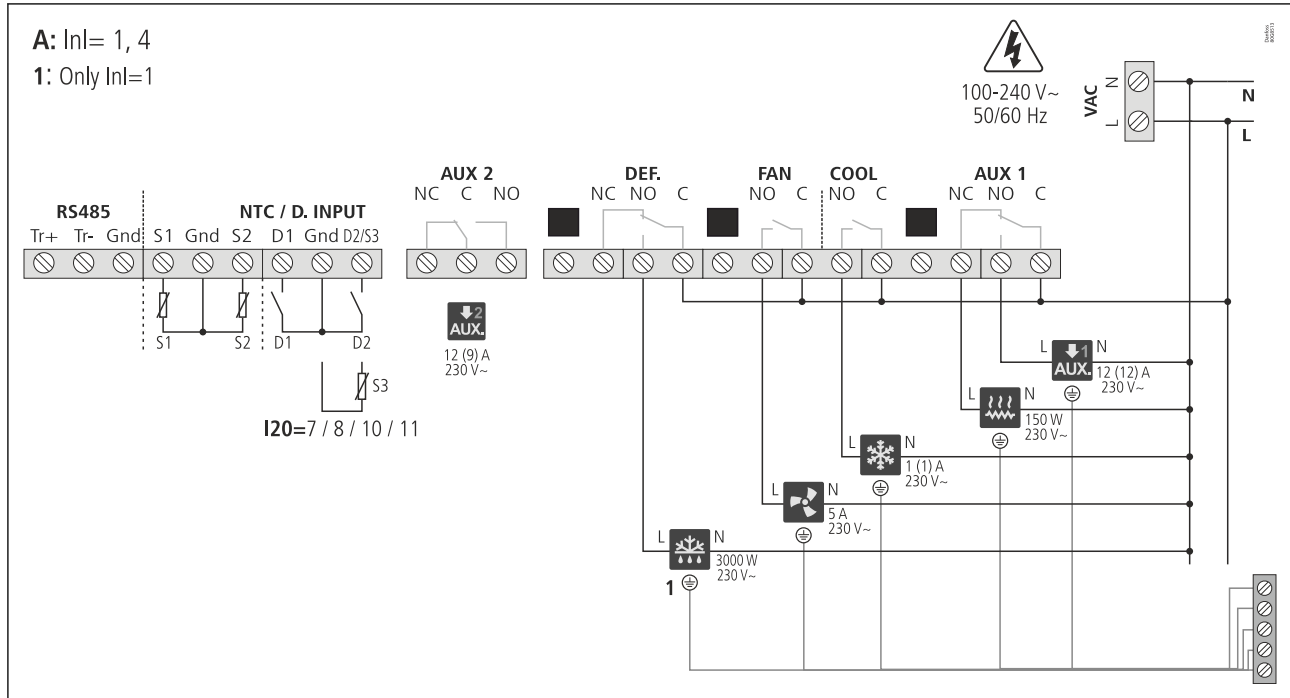 A: InI= 1, 4
1: Only InI=1
100-240 V~
50/60 Hz
VAC
N
L
N
L
Danfoss
RS485
NTC / D. INPUT
AUX 2
DEF.
FAN
COOL
AUX 1
Tr+ Tr- Gnd S1 Gnd S2 D1 Gnd D2/S3
NC C NO
NC NO C
NO C
NO C
NC NO C
S1 S2 D1 D2
S3
I20=7 / 8 / 10 / 11
2
AUX.
12 (9) A
230 V~
L N
1
AUX.
12 (12) A
230 V~
L N
150 W
230 V~
L N
1 (1) A
230 V~
L N
5 A
230 V~
L N
3000 W
230 V~
1